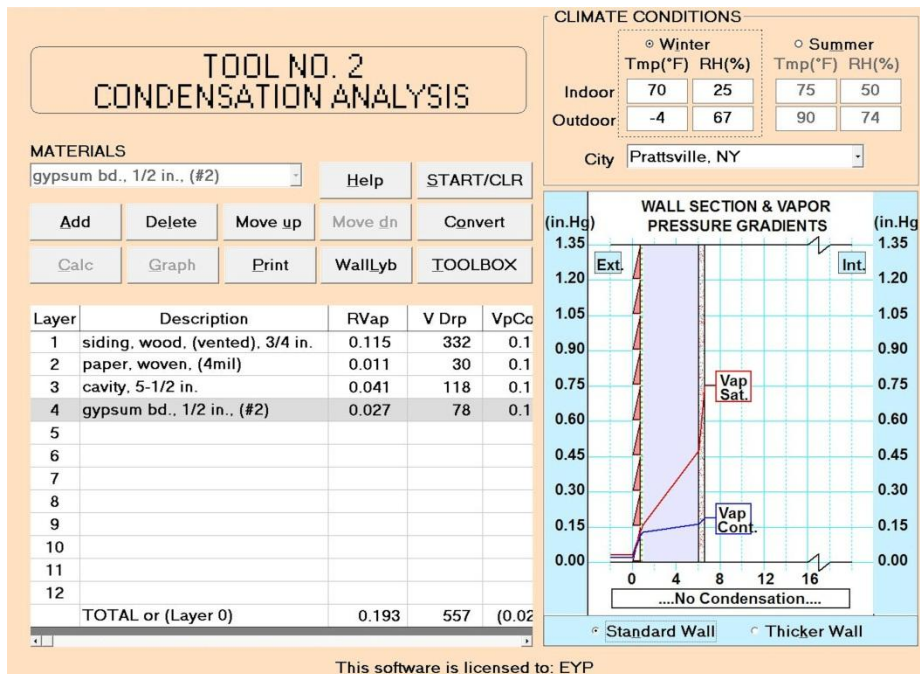 TOOL NO. 2
CONDENSATION ANALYSIS
MATERIALS
gypsum bd., 1/2 in., (#2)
Help START/CLR
Add Delete Move up Move dn Convert
Calc Graph Print WallLyb TOOLBOX
Layer Description RVap V Drp VpCo
1 siding, wood, (vented), 3/4 in. 0.115 332 0.1
2 paper, woven, (4mil) 0.011 30 0.1
3 cavity, 5-1/2 in. 0.041 118 0.1
4 gypsum bd., 1/2 in., (#2) 0.027 78 0.1
5
6
7
8
9
10
11
12
TOTAL or (Layer 0) 0.193 557 (0.02
CLIMATE CONDITIONS
Winter Summer
Tmp(°F) RH(%) Tmp(°F) RH(%)
Indoor 70 25 75 50
Outdoor -4 67 90 74
City Prattsville, NY
WALL SECTION & VAPOR
(in.Hg) PRESSURE GRADIENTS (in.Hg
1.35 1.35
Ext. Int.
1.20 1.20
1.05 1.05
0.90 0.90
0.75 Vap 0.75
Sat.
0.60 0.60
0.45 0.45
0.30 0.30
Vap
0.15 Cont. 0.15
0.00 0.00
0 4 8 12 16
....No Condensation....
Standard Wall Thicker Wall
This software is licensed to: EYP